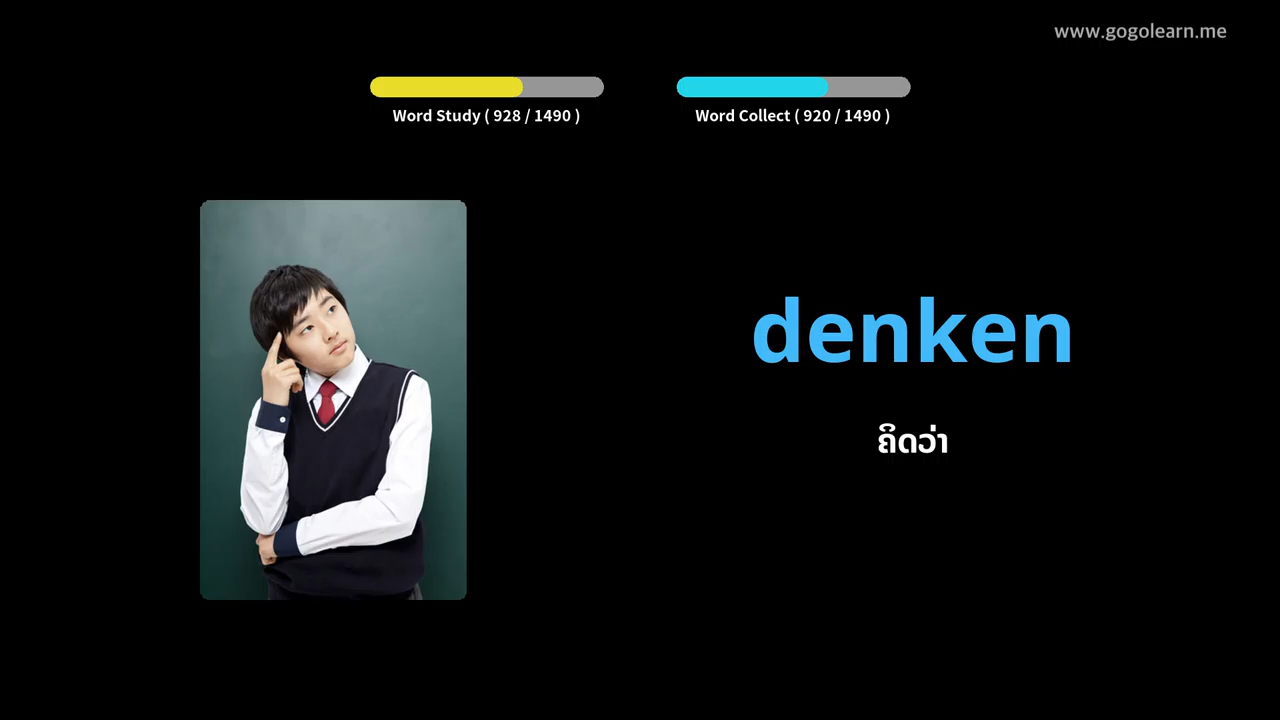 www.gogolearn.me
Word Study ( 928 / 1490 )
Word Collect ( 920 / 1490 )
denken
คิดว่า